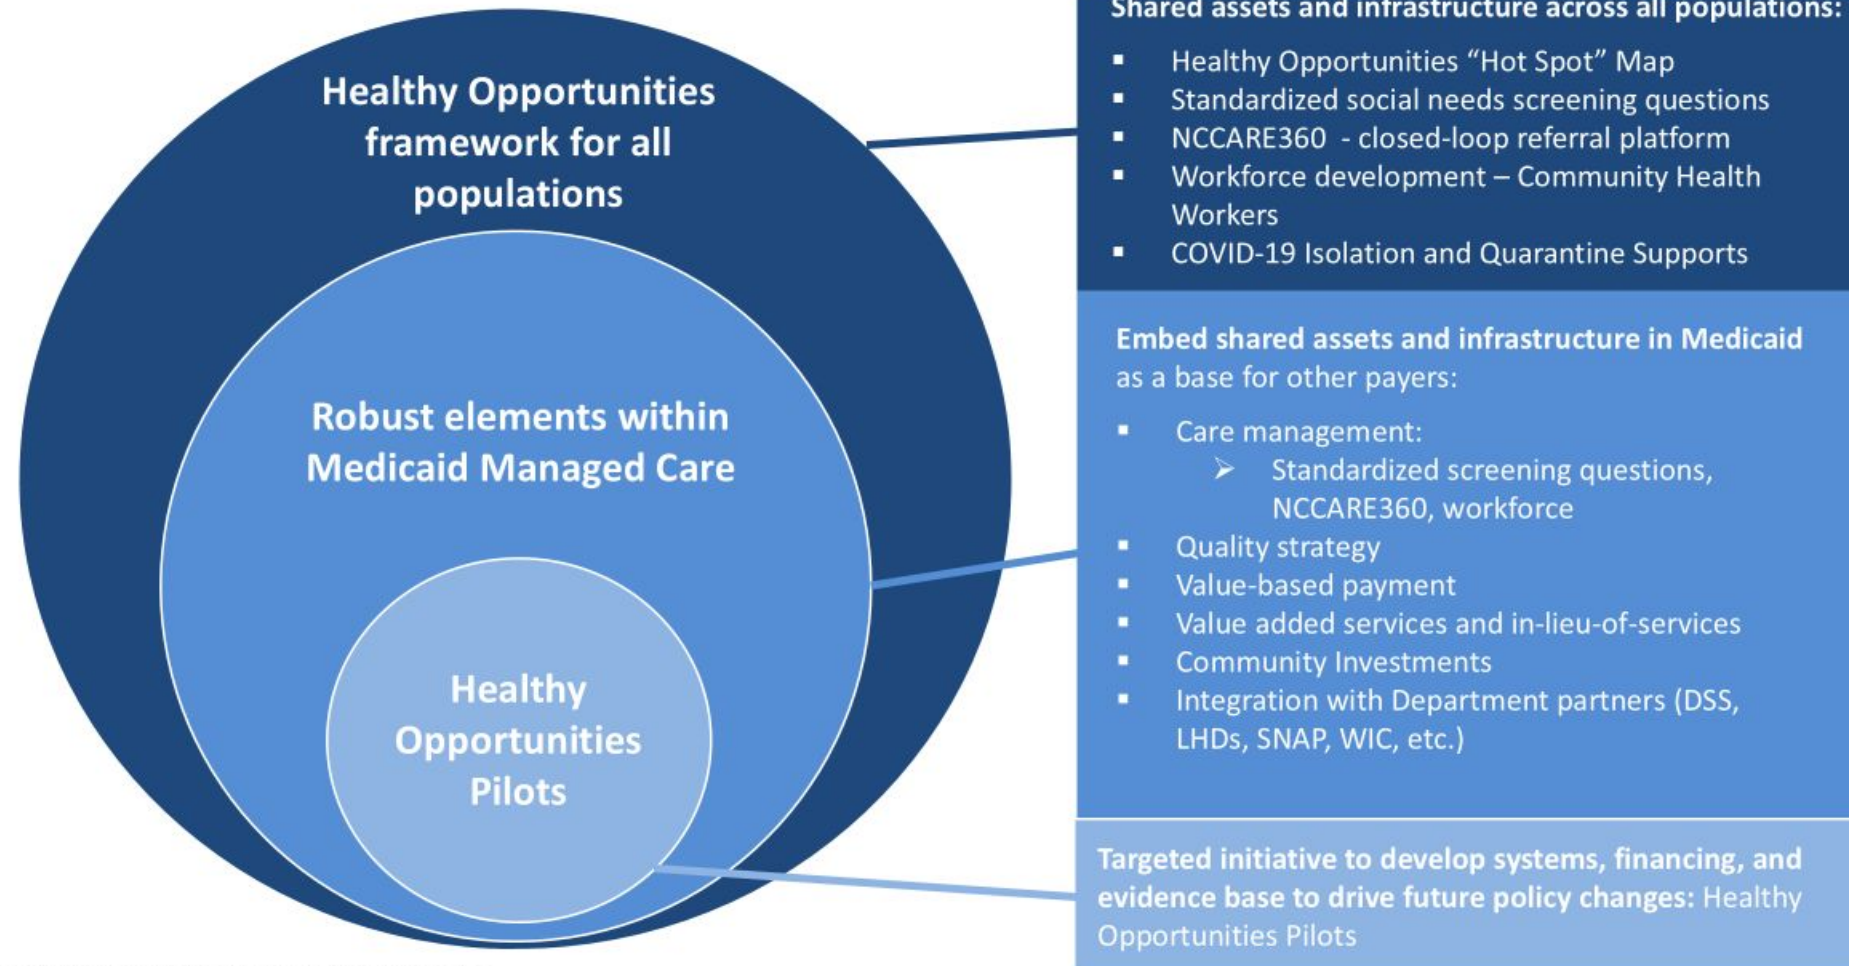 Healthy Opportunities
framework for all
populations
Robust elements within
Medicaid Managed Care
Healthy
Opportunities
Pilots
Shared assets and infrastructure across all populations:
▪ Healthy Opportunities “Hot Spot” Map
▪ Standardized social needs screening questions
▪ NCCARE360 - closed-loop referral platform
▪ Workforce development – Community Health
Workers
▪ COVID-19 Isolation and Quarantine Supports
Embed shared assets and infrastructure in Medicaid
as a base for other payers:
▪ Care management:
➢ Standardized screening questions,
NCCARE360, workforce
▪ Quality strategy
▪ Value-based payment
▪ Value added services and in-lieu-of-services
▪ Community Investments
▪ Integration with Department partners (DSS,
LHDs, SNAP, WIC, etc.)
Targeted initiative to develop systems, financing, and
evidence base to drive future policy changes: Healthy
Opportunities Pilots